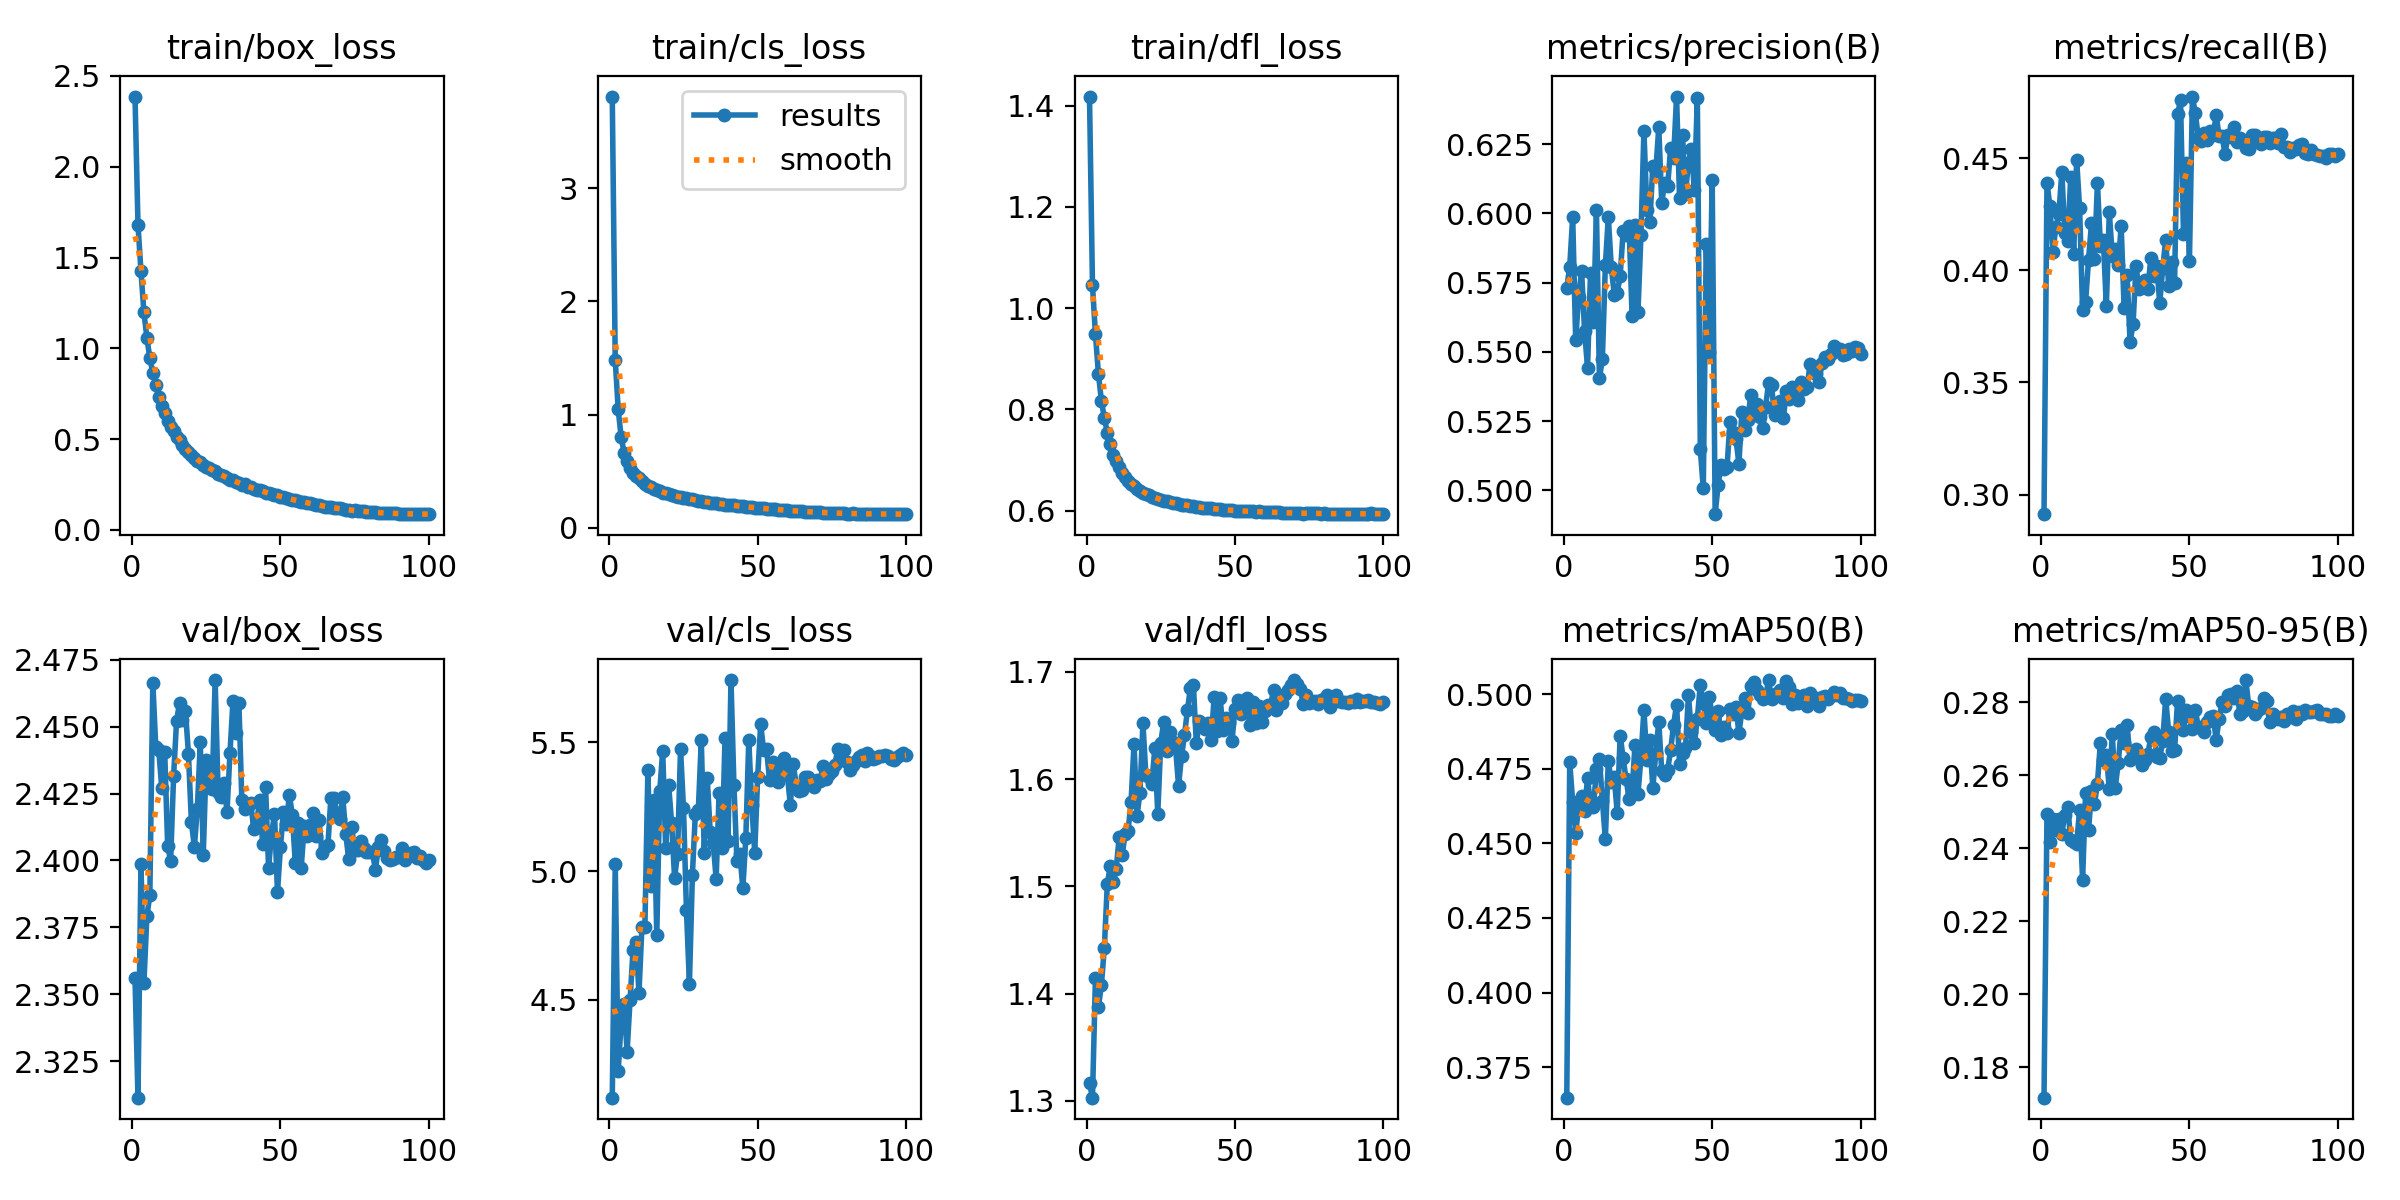 train/box_loss
2.5
2.0
1.5
1.0
0.5
0.0
0 50 100
train/cls_loss
results
smooth
3
2
1
0
0 50 100
train/dfl_loss
1.4
1.2
1.0
0.8
0.6
0 50 100
metrics/precision(B)
0.625
0.600
0.575
0.550
0.525
0.500
0 50 100
metrics/recall(B)
0.45
0.40
0.35
0.30
0 50 100
val/box_loss
2.475
2.450
2.425
2.400
2.375
2.350
2.325
0 50 100
val/cls_loss
5.5
5.0
4.5
0 50 100
val/dfl_loss
1.7
1.6
1.5
1.4
1.3
0 50 100
metrics/mAP50(B)
0.500
0.475
0.450
0.425
0.400
0.375
0 50 100
metrics/mAP50-95(B)
0.28
0.26
0.24
0.22
0.20
0.18
0 50 100